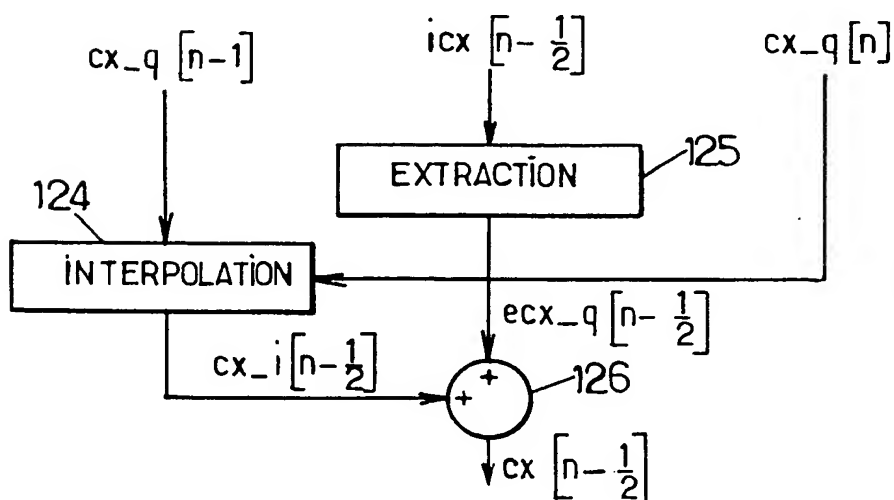 cx_q [n-1]
icx [n- 1/2]
cx_q [n]
EXTRACTiON
125
124
iNTERPOLATiON
ecx_q [n- 1/2]
cx_i [n- 1/2]
+
+
126
cx [n- 1/2]